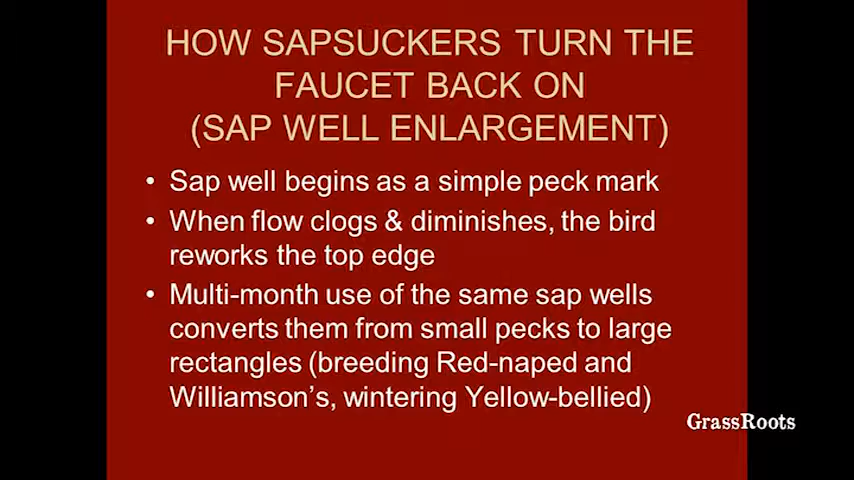 HOW SAPSUCKERS TURN THE
FAUCET BACK ON
(SAP WELL ENLARGEMENT)
• Sap well begins as a simple peck mark
• When flow clogs & diminishes, the bird
reworks the top edge
• Multi-month use of the same sap wells
converts them from small pecks to large
rectangles (breeding Red-naped and
Williamson's, wintering Yellow-bellied)
GrassRoots